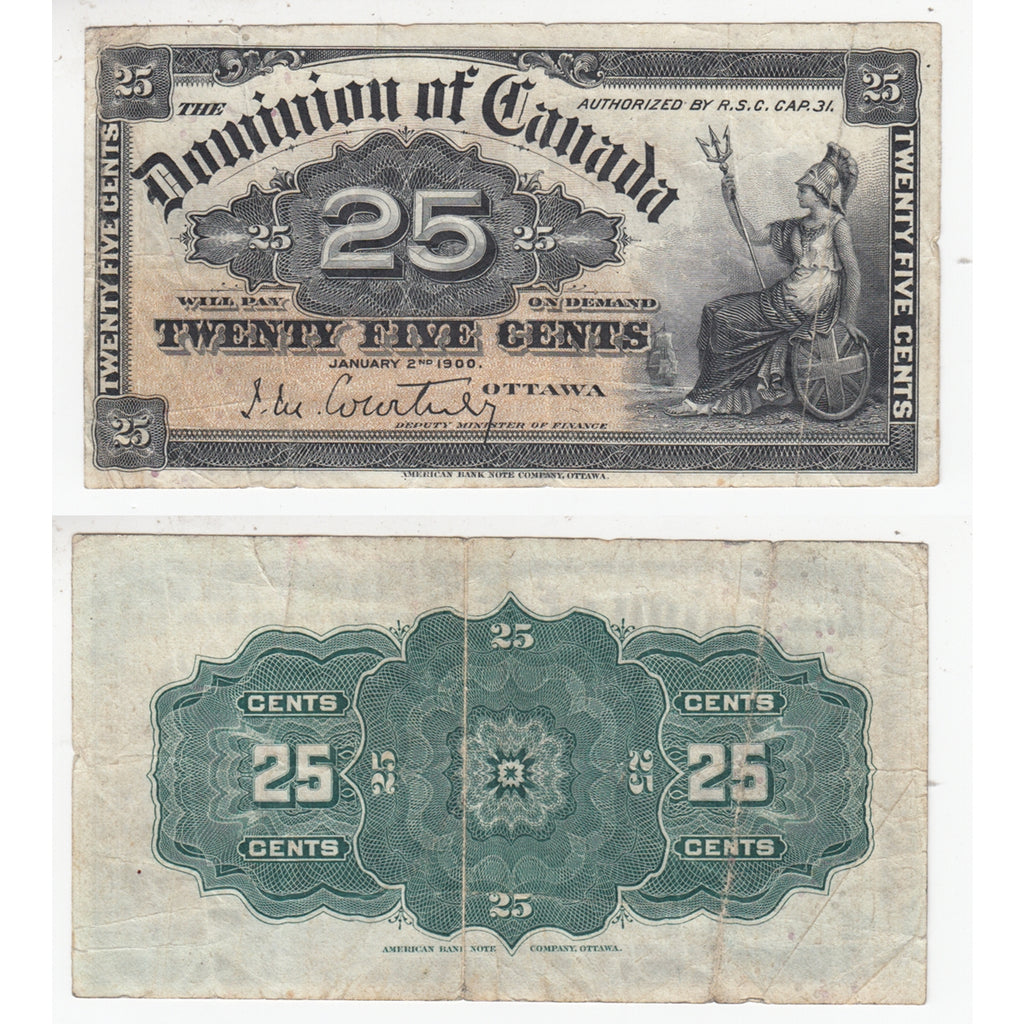 25
25
THE
Dominion of Canada
AUTHORIZED BY R.S.C. CAP. 31.
TWENTY FIVE CENTS
25
25
25
TWENTY FIVE CENTS
WILL PAY
ON DEMAND
TWENTY FIVE CENTS
JANUARY 2ND 1900.
J. M. Courtney
OTTAWA
DEPUTY MINISTER OF FINANCE
25
AMERICAN BANK NOTE COMPANY, OTTAWA.
25
CENTS
CENTS
25
25
25
25
CENTS
CENTS
25
AMERICAN BANK NOTE COMPANY, OTTAWA.